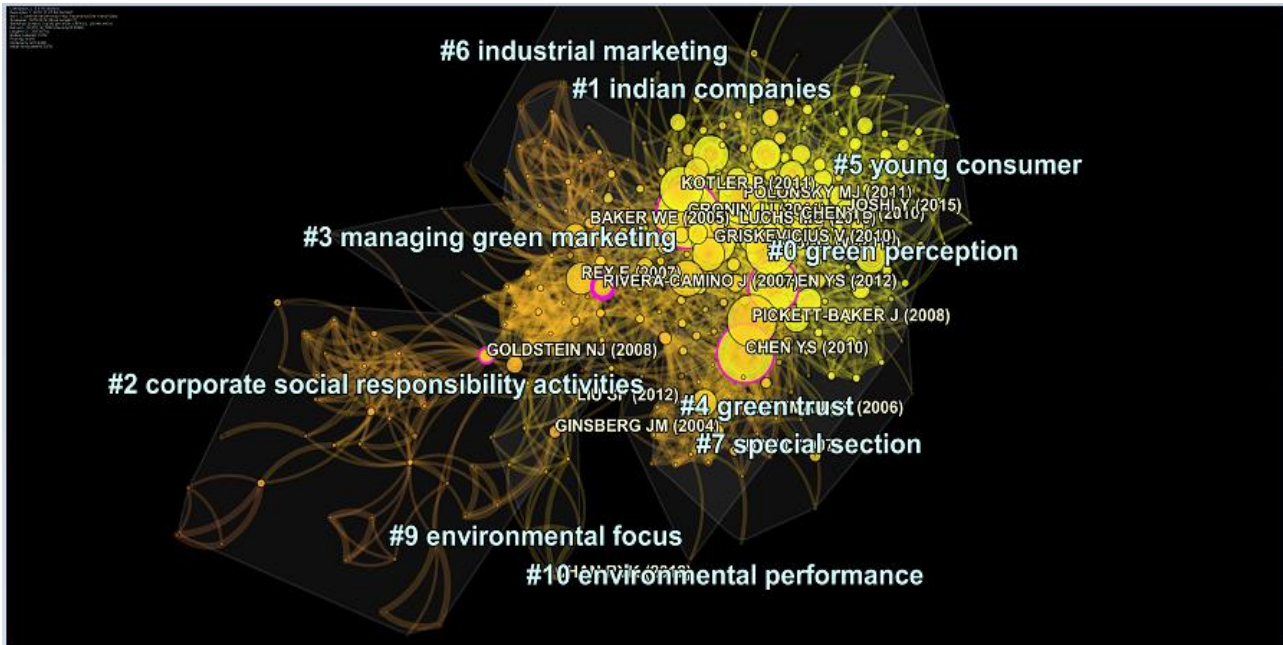 #6 industrial marketing
#1 indian companies
#5 young consumer
KOTLER P (2011)
POLONSKY MJ (2011)
JOSHI Y (2015)
BAKER WE (2005)
GRISKEVICIUS V (2010)
#3 managing green marketing
#0 green perception
REX E (2007)
RIVERA-CAMINO J (2007)
EN YS (2012)
PICKETT-BAKER J (2008)
CHEN YS (2010)
GOLDSTEIN NJ (2008)
#2 corporate social responsibility activities
(2012)
#4 green trust
(2006)
GINSBERG JM (2004)
#7 special section
#9 environmental focus
#10 environmental performance